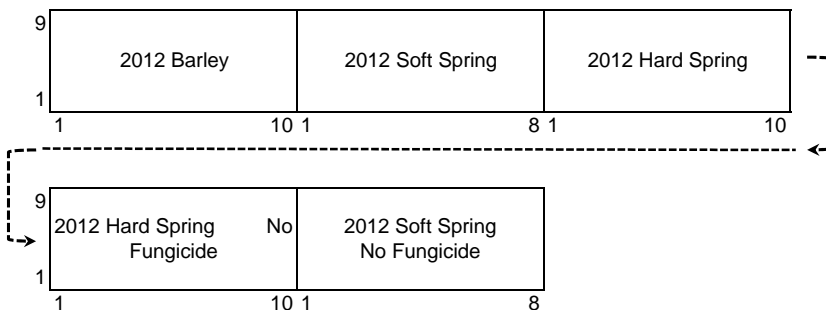 9
2012 Barley 2012 Soft Spring 2012 Hard Spring
1
1 10 1 8 1 10
9
2012 Hard Spring No 2012 Soft Spring
Fungicide No Fungicide
1
1 10 1 8